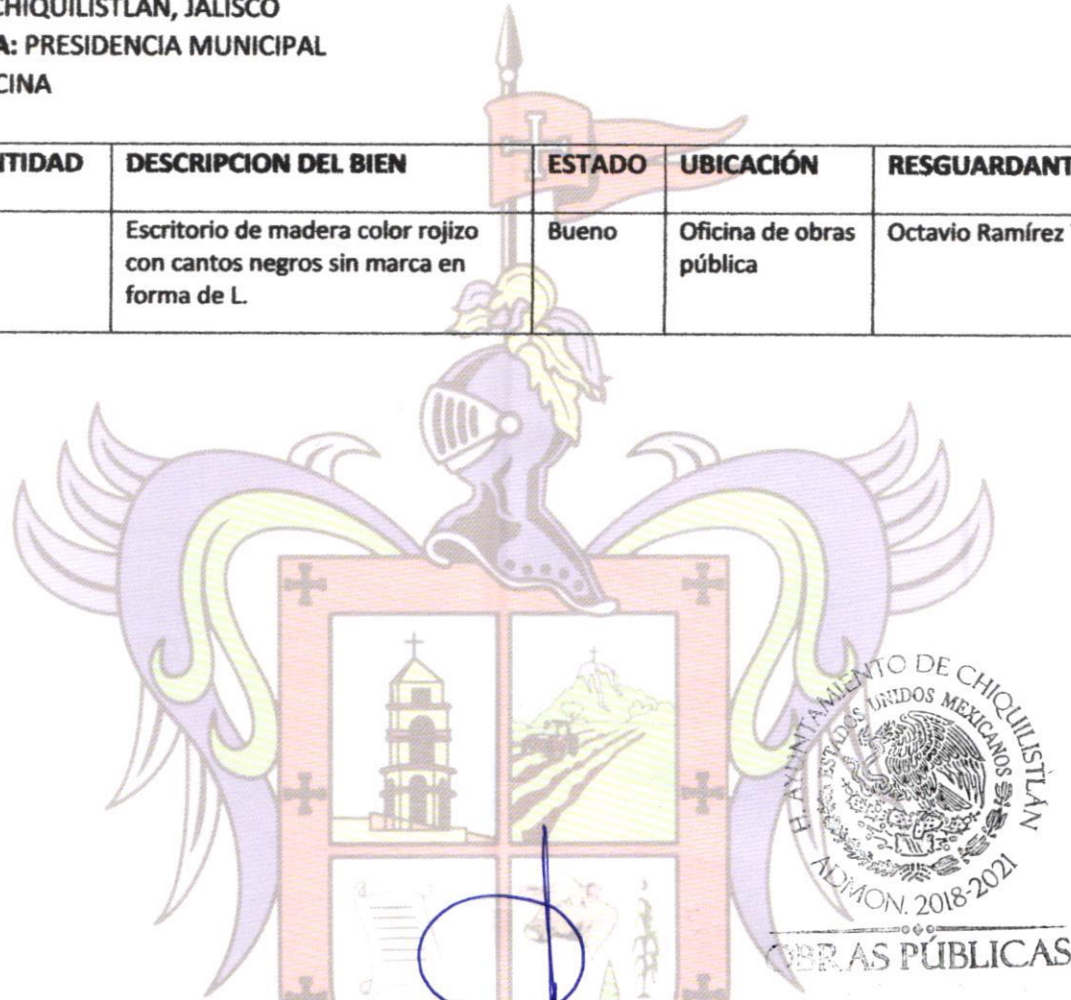 CHIQUILISTLAN, JALISCO
A: PRESIDENCIA MUNICIPAL
CINA
NTIDAD DESCRIPCION DEL BIEN ESTADO UBICACIÓN RESGUARDANT
Escritorio de madera color rojizo Bueno Oficina de obras Octavio Ramírez
con cantos negros sin marca en pública
forma de L.
H. AYUNTAMIENTO DE CHIQUILISTLÁN
ESTADOS UNIDOS MEXICANOS
ADMON. 2018-2021
OBRAS PÚBLICAS